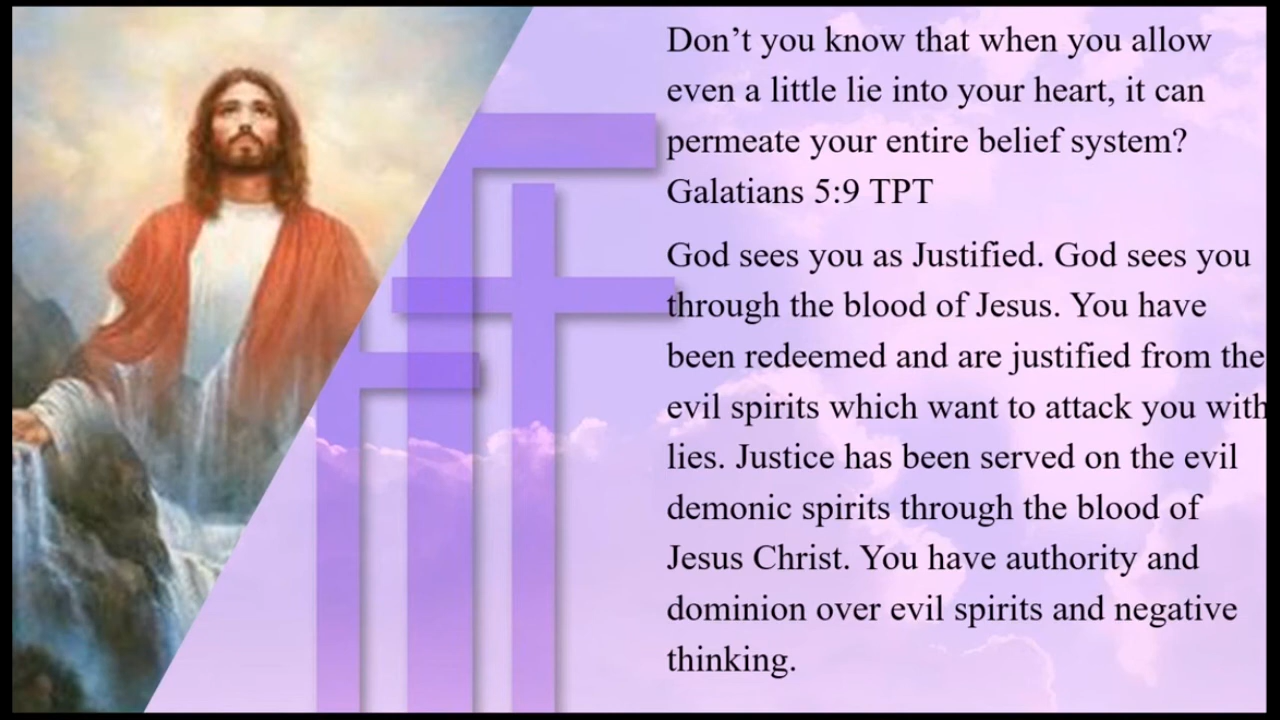 Don’t you know that when you allow
even a little lie into your heart, it can
permeate your entire belief system?
Galatians 5:9 TPT
God sees you as Justified. God sees you
through the blood of Jesus. You have
been redeemed and are justified from the
evil spirits which want to attack you with
lies. Justice has been served on the evil
demonic spirits through the blood of
Jesus Christ. You have authority and
dominion over evil spirits and negative
thinking.